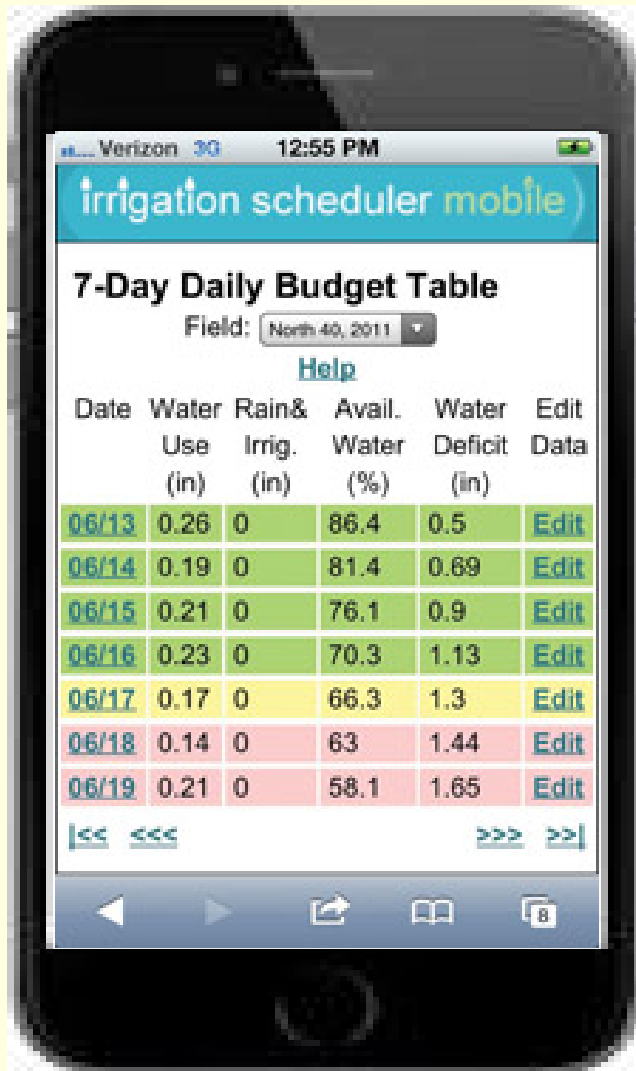 Verizon 3G 12:55 PM
irrigation scheduler mobile
7-Day Daily Budget Table
Field: North 40, 2011
Help
Date Water Rain& Avail. Water Edit
Use Irrig. Water Deficit Data
(in) (in) (%) (in)
06/13 0.26 0 86.4 0.5 Edit
06/14 0.19 0 81.4 0.69 Edit
06/15 0.21 0 76.1 0.9 Edit
06/16 0.23 0 70.3 1.13 Edit
06/17 0.17 0 66.3 1.3 Edit
06/18 0.14 0 63 1.44 Edit
06/19 0.21 0 58.1 1.65 Edit
|<< <<< >>> >>|
8